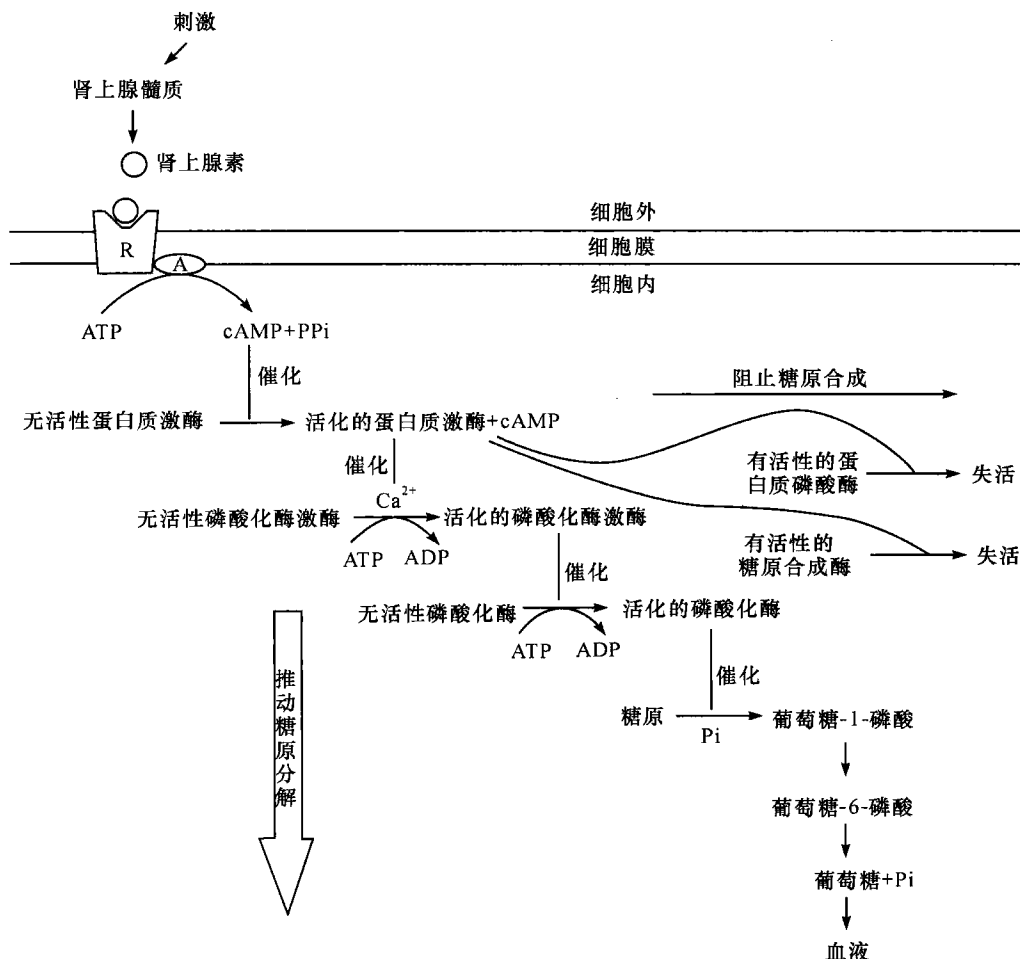 刺激
肾上腺髓质
肾上腺素
细胞外
R
细胞膜
A
细胞内
ATP
cAMP+PPi
催化
阻止糖原合成
无活性蛋白质激酶
活化的蛋白质激酶+cAMP
催化
有活性的蛋
白质磷酸酶
失活
Ca²⁺
无活性磷酸化酶激酶
活化的磷酸化酶激酶
ATP
ADP
有活性的
糖原合成酶
失活
催化
无活性磷酸化酶
活化的磷酸化酶
ATP
ADP
推动糖原分解
催化
糖原
Pi
葡萄糖-1-磷酸
葡萄糖-6-磷酸
葡萄糖+Pi
血液